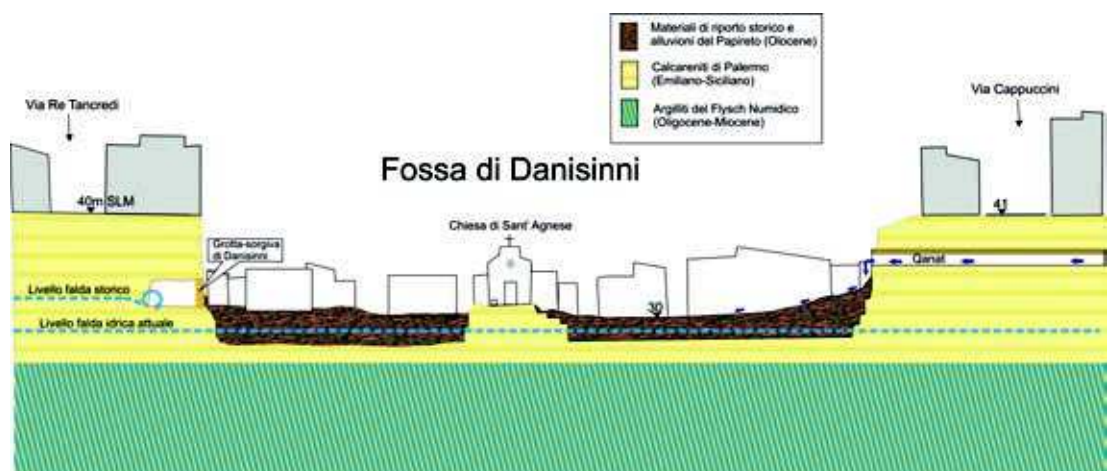 Materiali di riporto storico e
alluvioni del Papireto (Olocene)
Calcareniti di Palermo
(Emiliano-Siciliano)
Argilliti del Flysch Numidico
(Oligocene-Miocene)
Via Re Tancredi
Via Cappuccini
Fossa di Danisinni
40m SLM
41
Chiesa di Sant' Agnese
Grotta-sorgiva
di Danisinni
Qanat
Livello falda storico
30
Livello falda idrica attuale